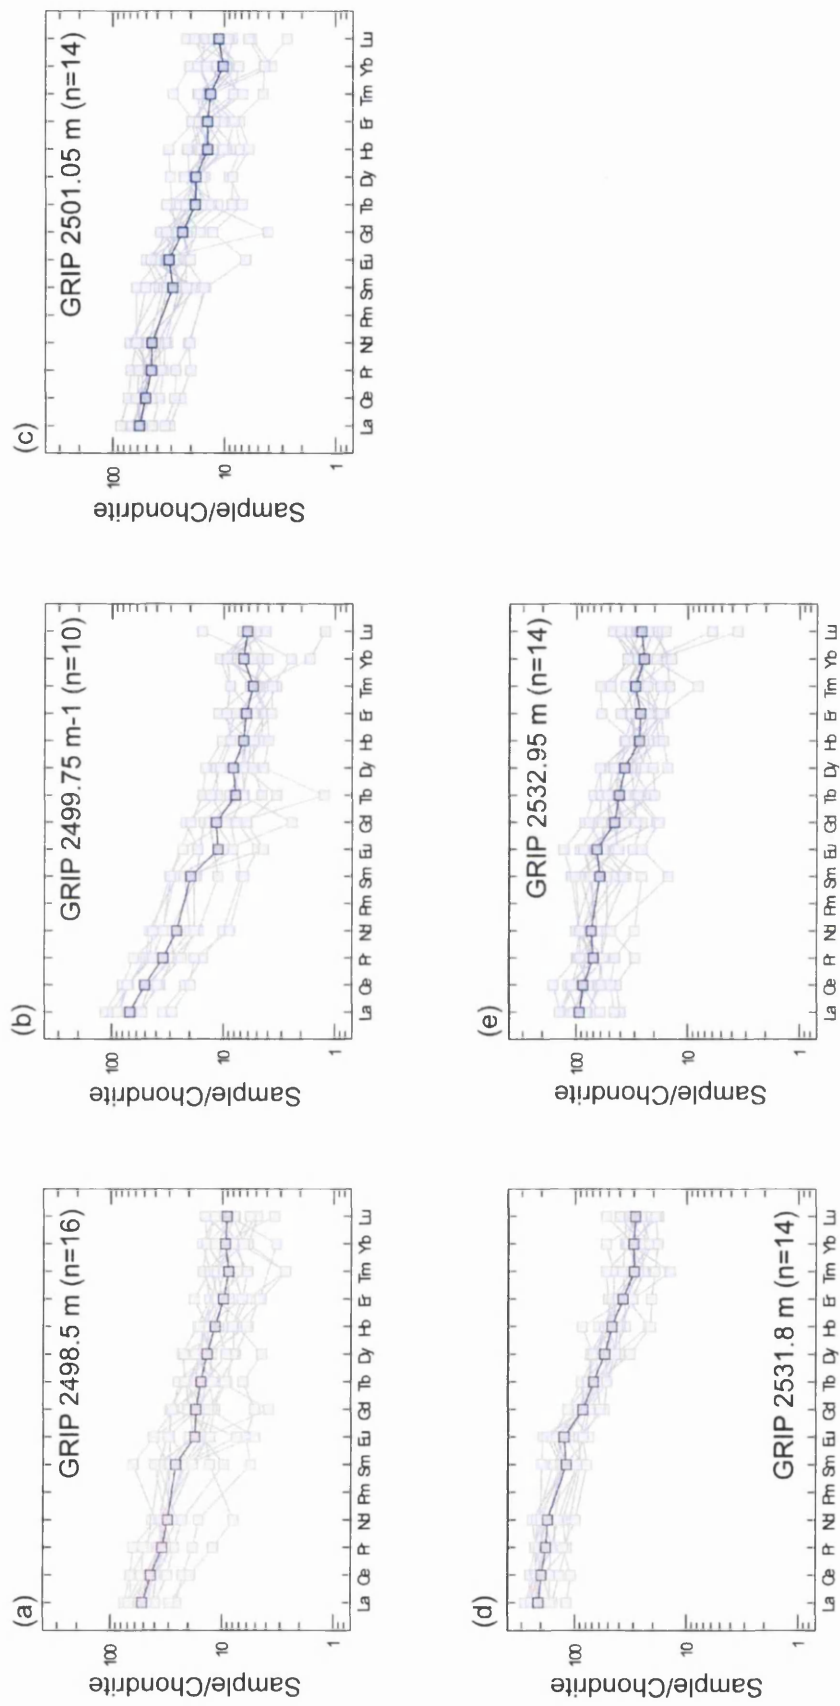 (a)
GRIP 2498.5 m (n=16)
Sample/Chondrite
100
10
1
La Ce Pr Nd Pm Sm Eu Gd Tb Dy Ho Er Tm Yb Lu
(b)
GRIP 2499.75 m-1 (n=10)
Sample/Chondrite
100
10
1
La Ce Pr Nd Pm Sm Eu Gd Tb Dy Ho Er Tm Yb Lu
(c)
GRIP 2501.05 m (n=14)
Sample/Chondrite
100
10
1
La Ce Pr Nd Pm Sm Eu Gd Tb Dy Ho Er Tm Yb Lu
(d)
GRIP 2531.8 m (n=14)
Sample/Chondrite
100
10
1
La Ce Pr Nd Pm Sm Eu Gd Tb Dy Ho Er Tm Yb Lu
(e)
GRIP 2532.95 m (n=14)
Sample/Chondrite
100
10
1
La Ce Pr Nd Pm Sm Eu Gd Tb Dy Ho Er Tm Yb Lu